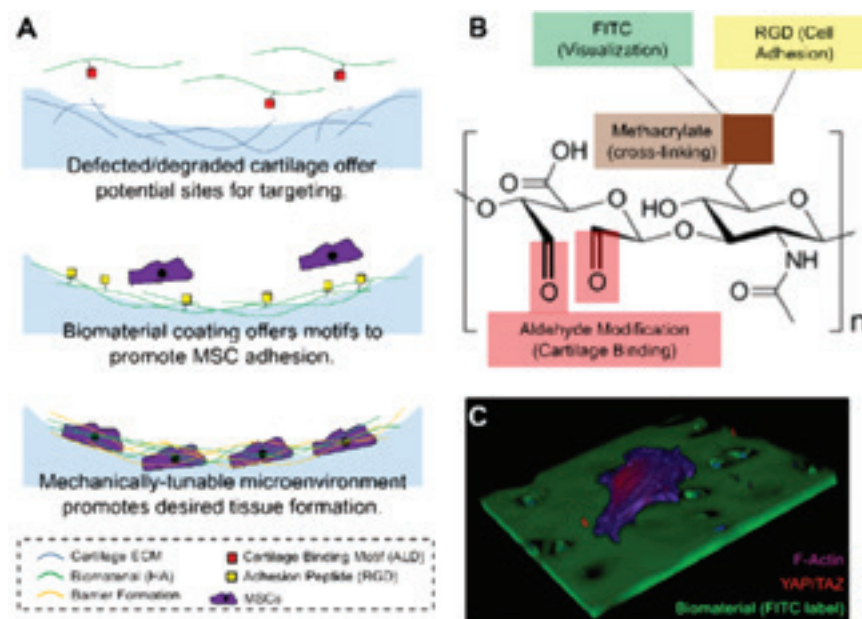 A
Defected/degraded cartilage offer
potential sites for targeting.
Biomaterial coating offers motifs to
promote MSC adhesion.
Mechanically-tunable microenvironment
promotes desired tissue formation.
Cartilage ECM
Biomaterial (HA)
Barrier Formation
Cartilage Binding Motif (ALD)
Adhesion Peptide (RGD)
MSCs
B
FITC
(Visualization)
RGD (Cell
Adhesion)
Methacrylate
(cross-linking)
OH
O
O
HO
O
O
O
O
NH
O
O
O
n
Aldehyde Modification
(Cartilage Binding)
C
F-Actin
YAP/TAZ
Biomaterial (FITC label)